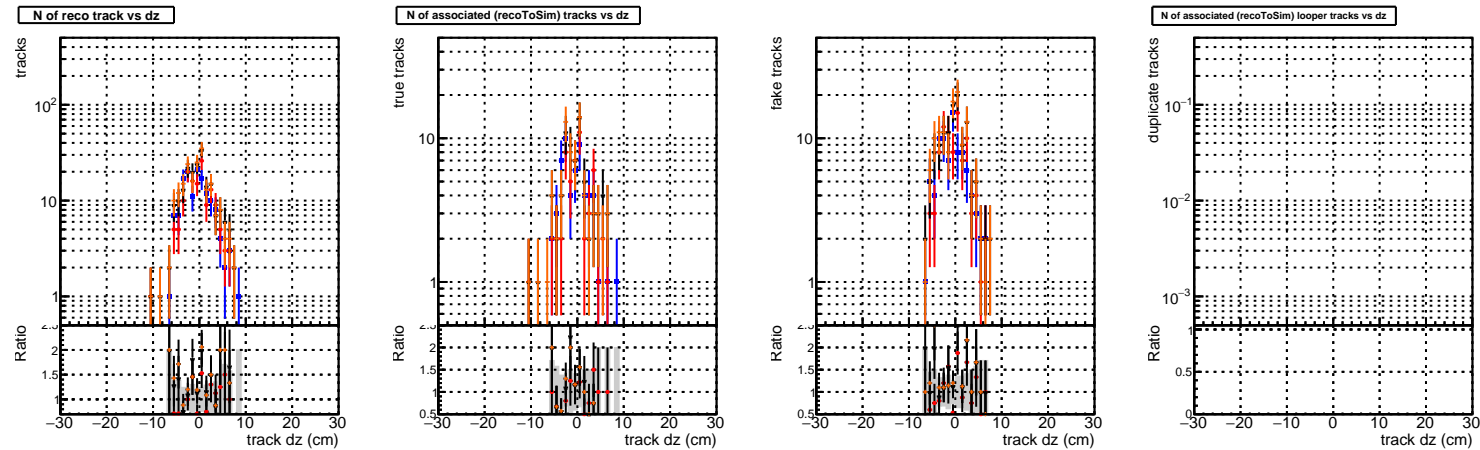 N of reco track vs dz
tracks
10²
10
1
Ratio
2.5
2
1.5
1
−30 −20 −10 0 10 20 30
track dz (cm)
N of associated (recoToSim) tracks vs dz
true tracks
10
1
Ratio
2.5
2
1.5
1
0.5
−30 −20 −10 0 10 20 30
track dz (cm)
fake tracks
10
1
Ratio
2.5
2
1.5
1
0.5
−30 −20 −10 0 10 20 30
track dz (cm)
N of associated (recoToSim) looper tracks vs dz
duplicate tracks
10⁻¹
10⁻²
10⁻³
Ratio
1
0.5
0
−30 −20 −10 0 10 20 30
track dz (cm)